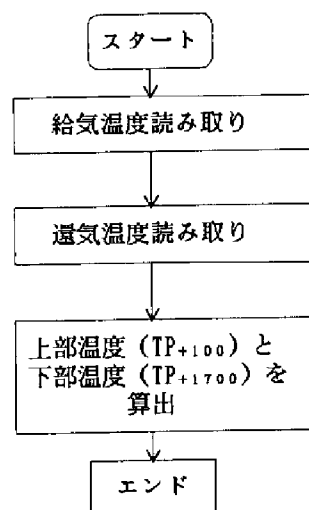 スタート
給気温度読み取り
還気温度読み取り
上部温度（TP+100）と
下部温度（TP+1700）を
算出
エンド